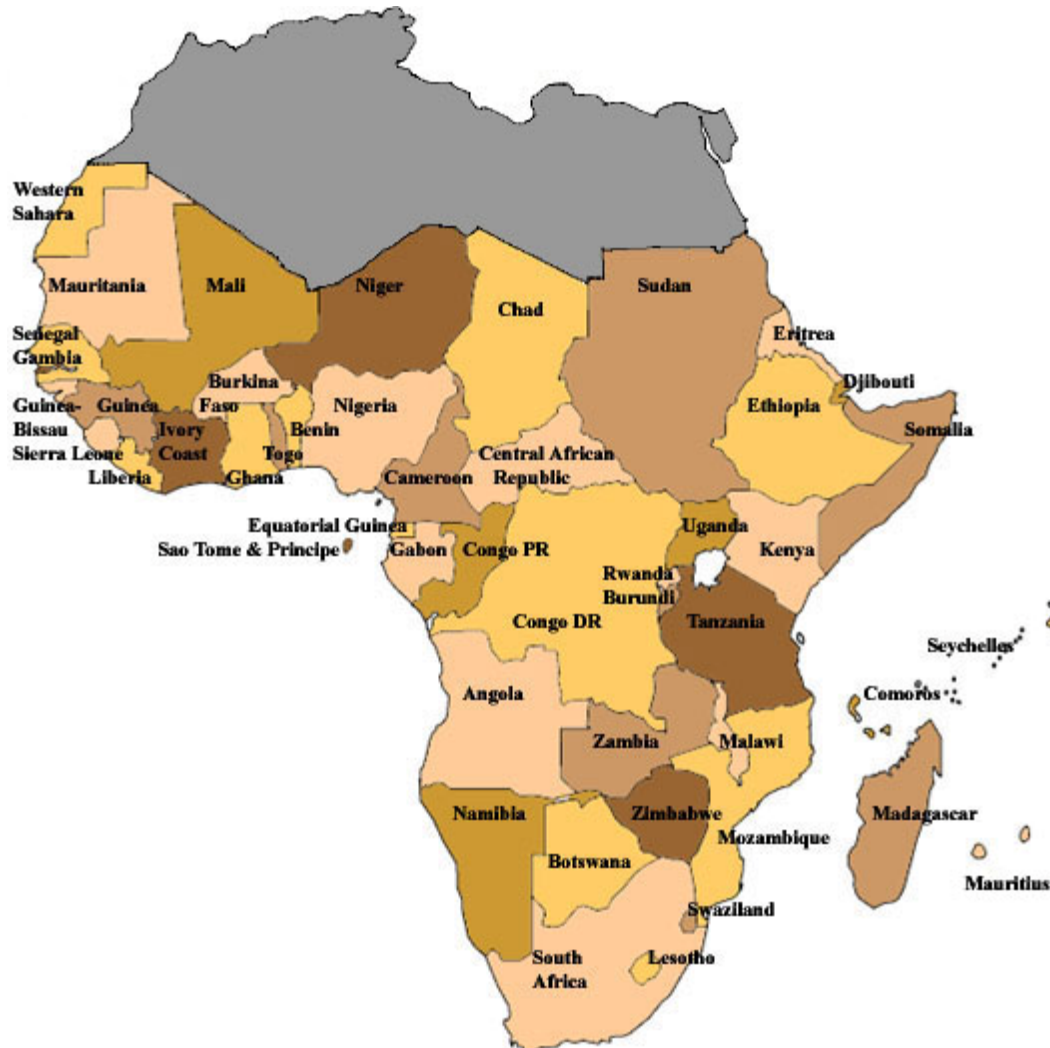 Western
Sahara
Mauritania
Mali
Niger
Chad
Sudan
Eritrea
Senegal
Gambia
Djibouti
Burkina
Faso
Guinea-
Bissau
Guinea
Ivory
Coast
Nigeria
Ethiopia
Somalia
Benin
Togo
Sierra Leone
Liberia
Ghana
Cameroon
Central African
Republic
Equatorial Guinea
Sao Tome & Principe
Gabon
Congo PR
Uganda
Kenya
Rwanda
Burundi
Congo DR
Tanzania
Seychelles
Comoros
Angola
Zambia
Malawi
Namibia
Zimbabwe
Mozambique
Madagascar
Botswana
Mauritius
Swaziland
South
Africa
Lesotho